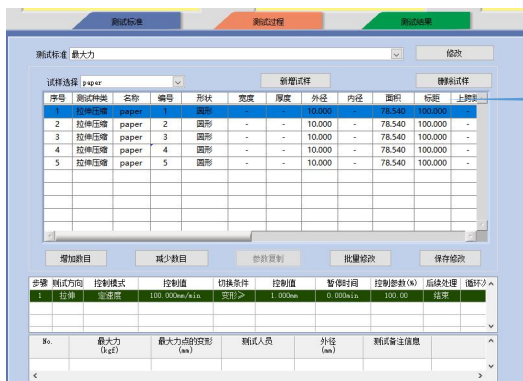 测试标准 测试过程 测试结果
测试标准 最大力 修改
试样选择 paper 新增试样 删除试样
序号 测试种类 名称 编号 形状 宽度 厚度 外径 内径 面积 标距
1 拉伸压缩 paper 1 圆形 - - 10.000 - 78.540 100.000 -
2 拉伸压缩 paper 2 圆形 - - 10.000 - 78.540 100.000 -
3 拉伸压缩 paper 3 圆形 - - 10.000 - 78.540 100.000 -
4 拉伸压缩 paper 4 圆形 - - 10.000 - 78.540 100.000 -
5 拉伸压缩 paper 5 圆形 - - 10.000 - 78.540 100.000 -
增加数目 减少数目 参数复制 批量修改 保存修改
步骤 测试方向 控制模式 控制值 切换条件 控制值 暂停时间 控制参数(%) 后续处理
1 拉伸 定速度 100.000mm/min 变形≥ 1.000mm 0.000min 100.00 结束
No. 最大力 最大力点的变形 测试人员 外径 测试备注信息
(kgf) (mm) (mm)